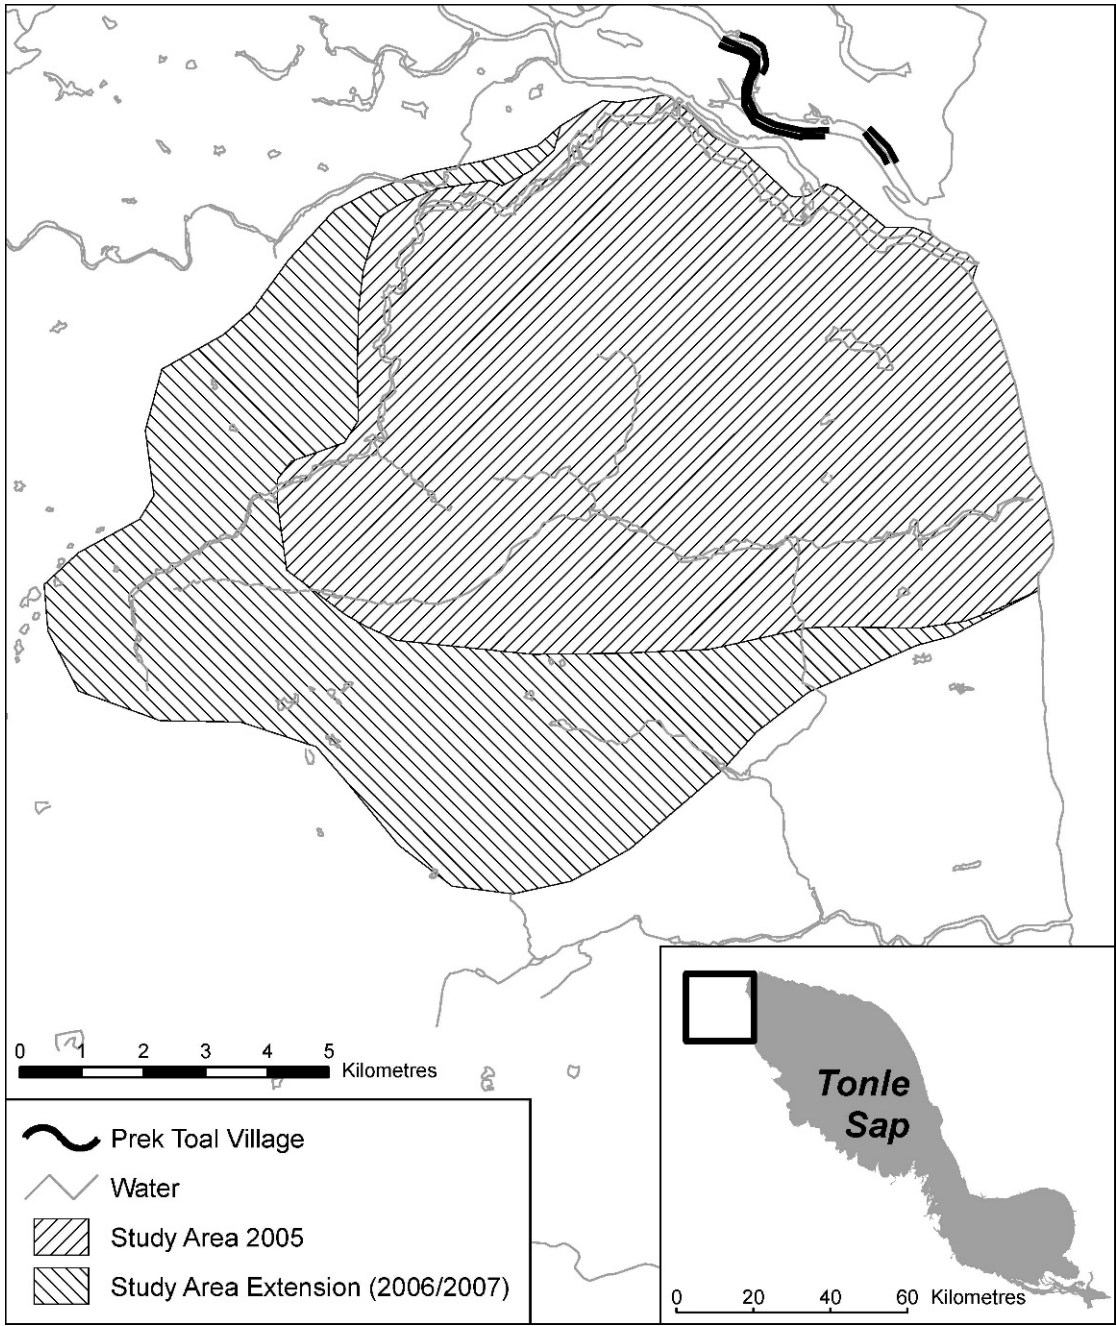 0 1 2 3 4 5 Kilometres
Prek Toal Village
Water
Study Area 2005
Study Area Extension (2006/2007)
Tonle
Sap
0 20 40 60 Kilometres